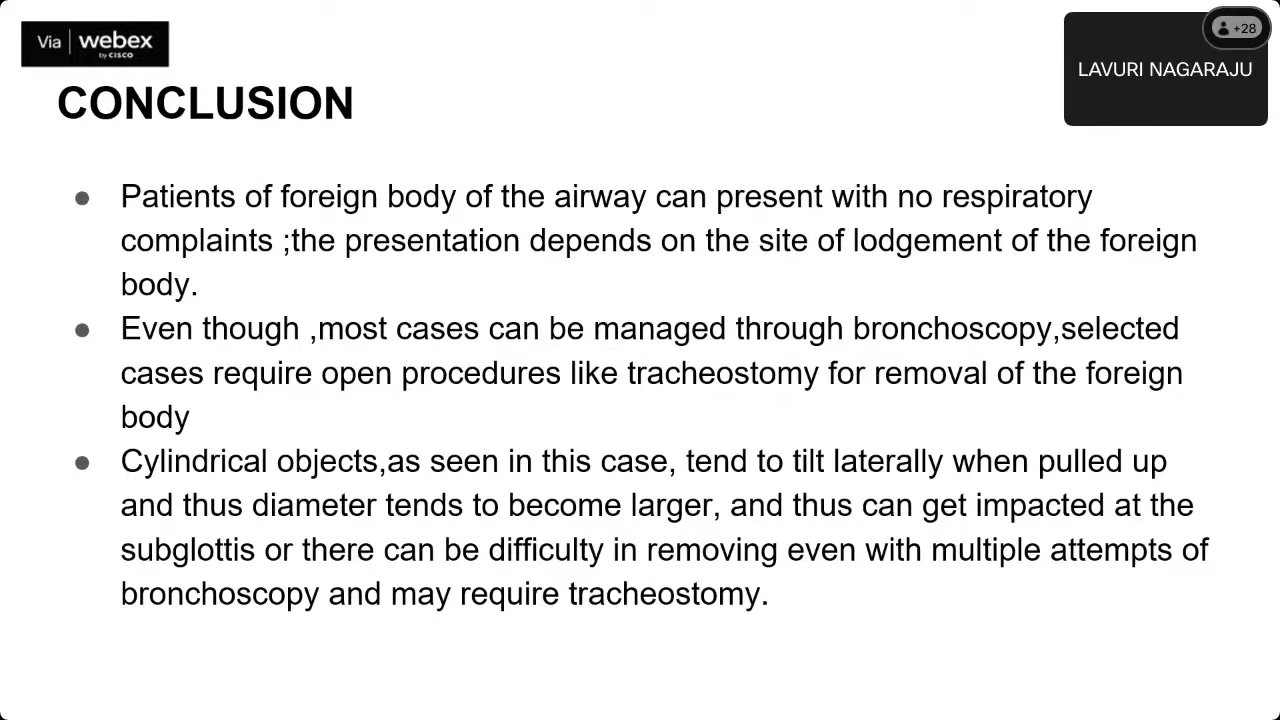 Via webex
by CISCO
+28
LAVURI NAGARAJU
CONCLUSION
Patients of foreign body of the airway can present with no respiratory
complaints ;the presentation depends on the site of lodgement of the foreign
body.
Even though ,most cases can be managed through bronchoscopy,selected
cases require open procedures like tracheostomy for removal of the foreign
body
Cylindrical objects,as seen in this case, tend to tilt laterally when pulled up
and thus diameter tends to become larger, and thus can get impacted at the
subglottis or there can be difficulty in removing even with multiple attempts of
bronchoscopy and may require tracheostomy.